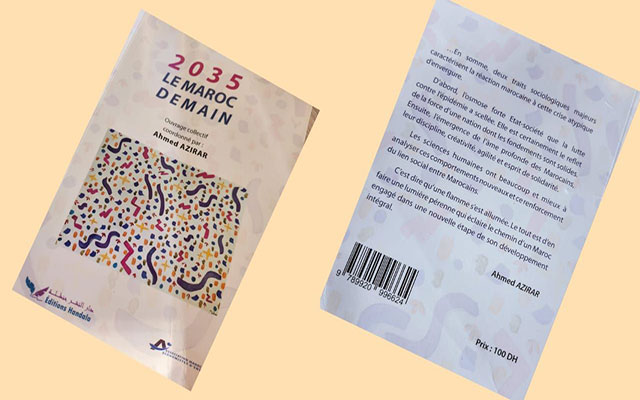 2035
LE MAROC
DEMAIN
Ouvrage collectif
coordonné par :
Ahmed AZIRAR
Éditions Handala
...En somme, deux traits sociologiques majeurs
caractérisent la réaction marocaine à cette crise atypique
d'envergure.
D'abord, l'osmose forte Etat-société que la lutte
contre l'épidémie a scellée. Elle est certainement le reflet
de la force d'une nation dont les fondements sont solides.
Ensuite, l'émergence de l'âme profonde des Marocains
leur discipline, créativité, agilité et esprit de solidarité.
Les sciences humaines ont beaucoup et mieux à
analyser ces comportements nouveaux et ce renforcement
du lien social entre Marocains.
C'est dire qu'une flamme s'est allumée. Le tout est d'en
faire une lumière pérenne qui éclaire le chemin d'un Maroc
engagé dans une nouvelle étape de son développement
intégral.
Ahmed AZIRAR
9 789920 996624
Prix : 100 DH